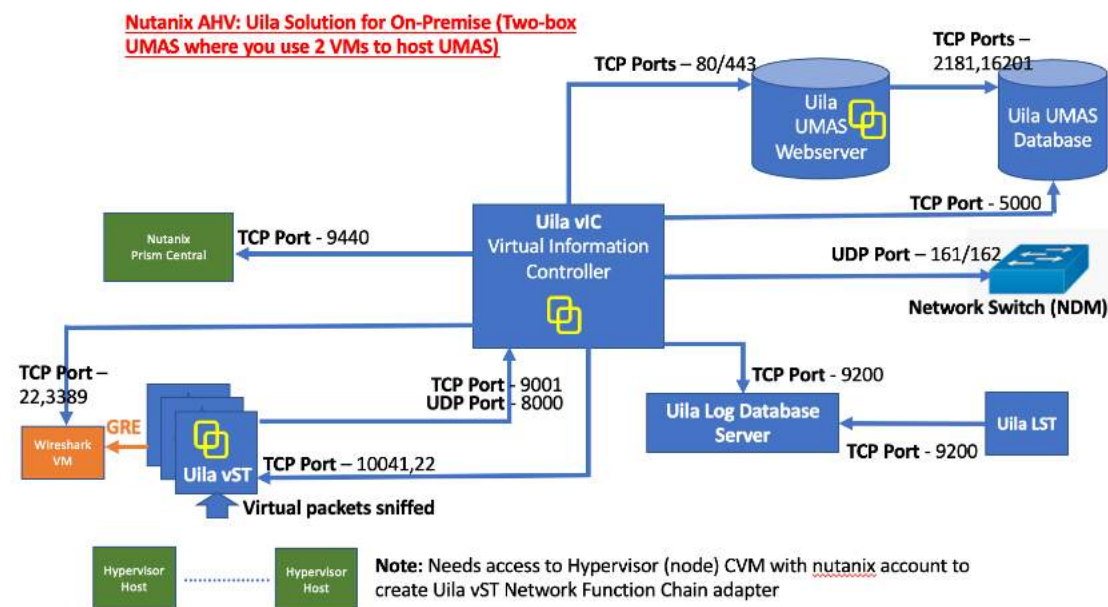 Nutanix AHV: Uila Solution for On-Premise (Two-box
UMAS where you use 2 VMs to host UMAS)
TCP Ports – 80/443
TCP Ports –
2181,16201
Uila
UMAS
Webserver
Uila UMAS
Database
TCP Port - 5000
Uila vIC
Virtual Information
Controller
Nutanix
Prism Central
TCP Port - 9440
UDP Port – 161/162
Network Switch (NDM)
TCP Port –
22,3389
TCP Port - 9001
UDP Port - 8000
TCP Port - 9200
Uila Log Database
Server
Uila LST
TCP Port - 9200
Wireshark
VM
GRE
Uila vST
TCP Port – 10041,22
Virtual packets sniffed
Hypervisor
Host
Hypervisor
Host
Note: Needs access to Hypervisor (node) CVM with nutanix account to
create Uila vST Network Function Chain adapter